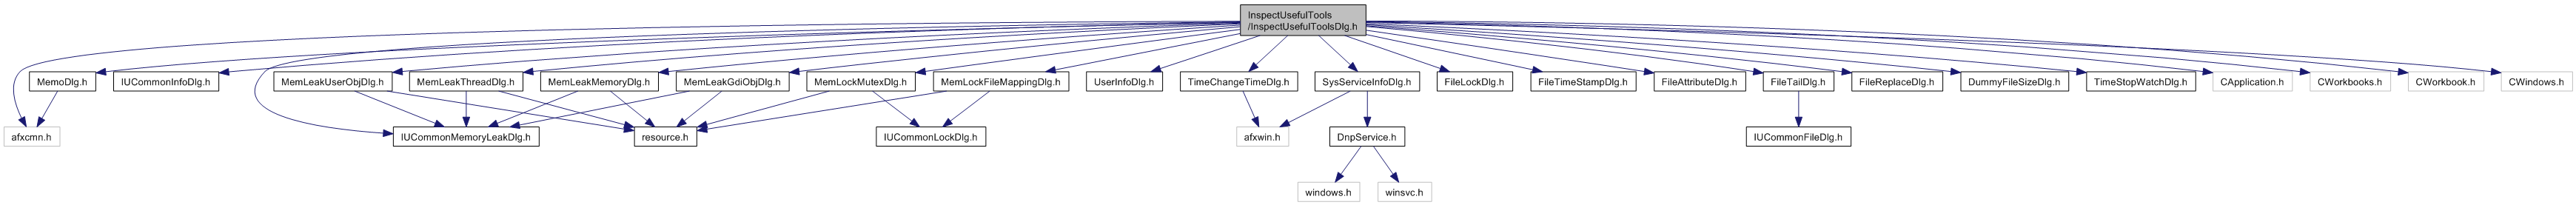 InspectUsefulTools
/InspectUsefulToolsDlg.h
MemoDlg.h
IUCommonInfoDlg.h
MemLeakUserObjDlg.h
MemLeakThreadDlg.h
MemLeakMemoryDlg.h
MemLeakGdiObjDlg.h
MemLockMutexDlg.h
MemLockFileMappingDlg.h
UserInfoDlg.h
TimeChangeTimeDlg.h
SysServiceInfoDlg.h
FileLockDlg.h
FileTimeStampDlg.h
FileAttributeDlg.h
FileTailDlg.h
FileReplaceDlg.h
DummyFileSizeDlg.h
TimeStopWatchDlg.h
CApplication.h
CWorkbooks.h
CWorkbook.h
CWindows.h
afxcmn.h
IUCommonMemoryLeakDlg.h
resource.h
IUCommonLockDlg.h
afxwin.h
DnpService.h
IUCommonFileDlg.h
windows.h
winsvc.h